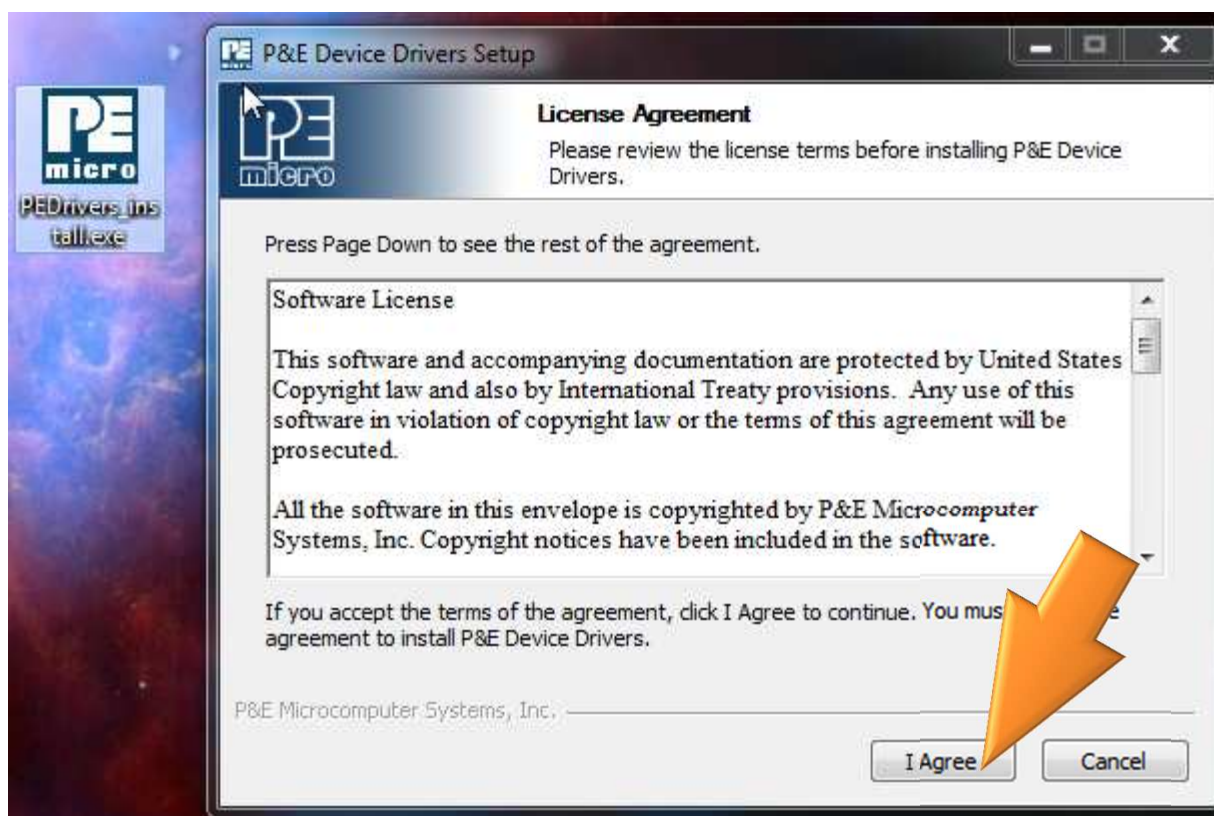 P&E Device Drivers Setup
PE
micro
PEDrivers_ins
tall.exe
PE
micro
License Agreement
Please review the license terms before installing P&E Device
Drivers.
Press Page Down to see the rest of the agreement.
Software License
This software and accompanying documentation are protected by United States
Copyright law and also by International Treaty provisions.  Any use of this
software in violation of copyright law or the terms of this agreement will be
prosecuted.
All the software in this envelope is copyrighted by P&E Microcomputer
Systems, Inc. Copyright notices have been included in the software.
If you accept the terms of the agreement, click I Agree to continue. You
agreement to install P&E Device Drivers.
P&E Microcomputer Systems, Inc.
I Agree
Cancel